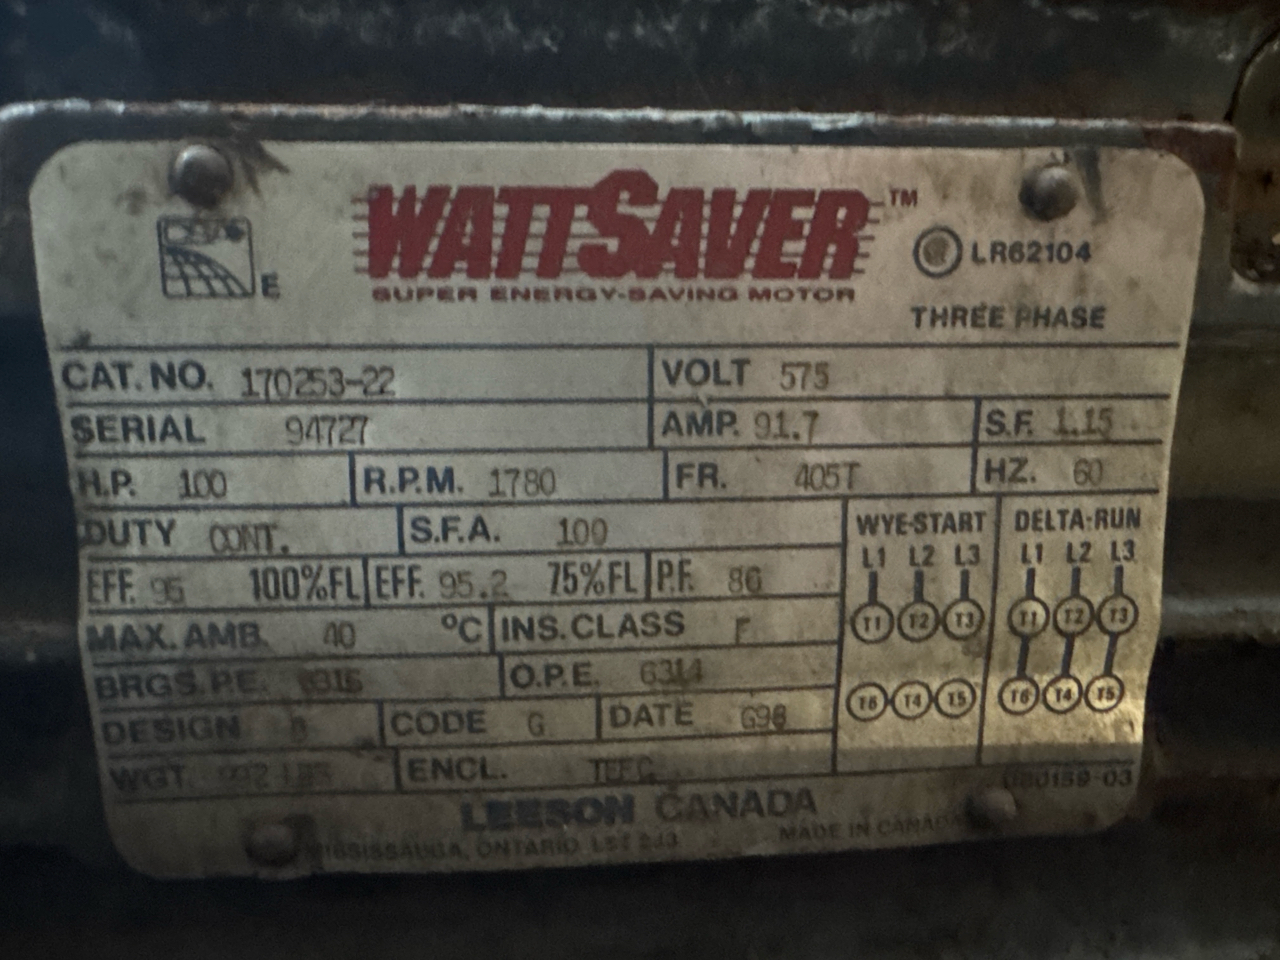 WATTSAVER™
SUPER ENERGY-SAVING MOTOR
E
LR62104
THREE PHASE
CAT. NO. 170253-22 VOLT 575
SERIAL 94727 AMP. 91.7 S.F. 1.15
H.P. 100 R.P.M. 1780 FR. 405T HZ. 60
DUTY CONT. S.F.A. 100
EFF. 95 100%FL EFF. 95.2 75%FL P.F. 86
MAX. AMB. 40 °C INS. CLASS F
BRGS. P.E. O.P.E. 6314
DESIGN B CODE G DATE
WGT. ENCL. TEFC
WYE-START DELTA-RUN
L1 L2 L3 L1 L2 L3
T1 T2 T3 T1 T2 T3
T6 T4 T5 T6 T4 T5
LEESON CANADA
MISSISSAUGA, ONTARIO
MADE IN CANADA